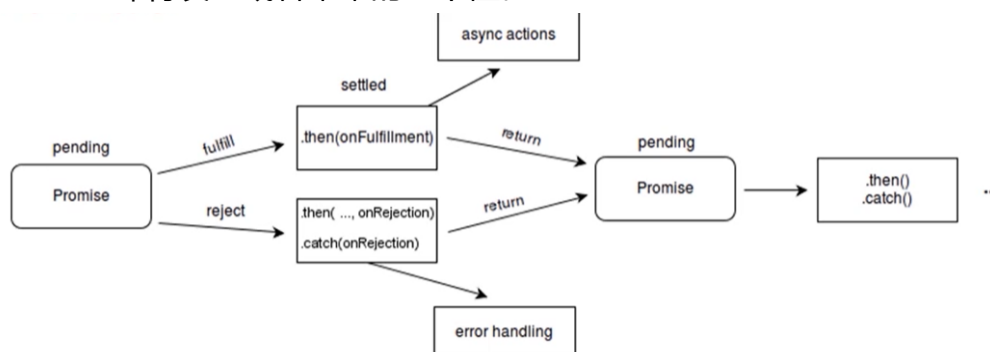 async actions
settled
.then(onFulfillment)
fulfill
return
pending
Promise
pending
Promise
.then()
.catch()
reject
.then( ..., onRejection)
.catch(onRejection)
return
error handling